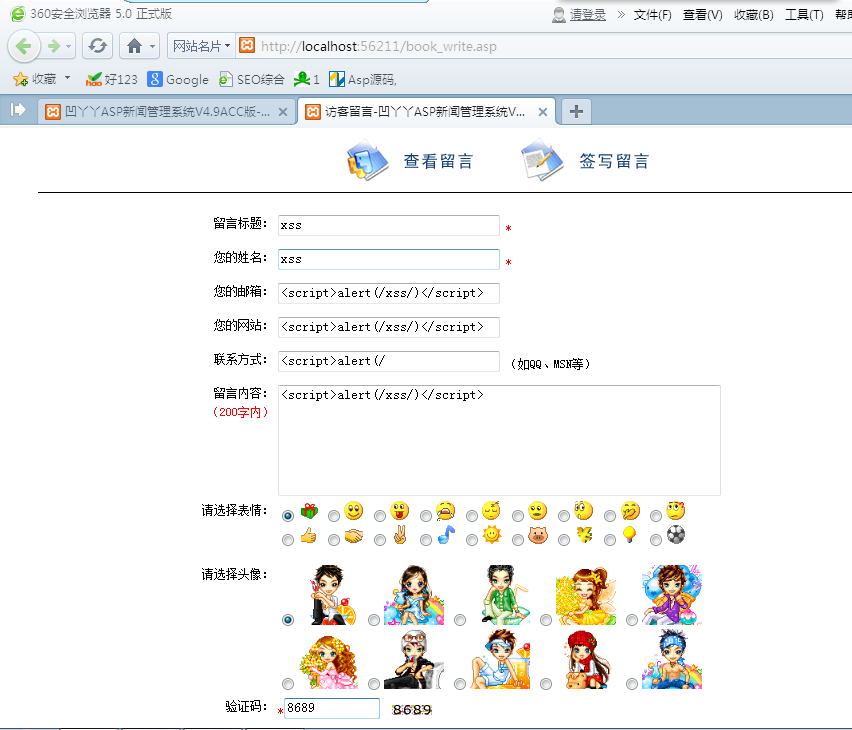 360安全浏览器 5.0 正式版
请登录 » 文件(F) 查看(V) 收藏(B) 工具(T)
网站名片 http://localhost:56211/book_write.asp
收藏 hao 好123 8 Google SEO综合 1 Asp源码,
凹丫丫ASP新闻管理系统V4.9ACC版-... 访客留言-凹丫丫ASP新闻管理系统V...
查看留言 签写留言
留言标题: xss *
您的姓名: xss *
您的邮箱: <script>alert(/xss/)</script>
您的网站: <script>alert(/xss/)</script>
联系方式: <script>alert(/ (如QQ、MSN等)
留言内容: <script>alert(/xss/)</script>
(200字内)
请选择表情:
请选择头像:
验证码: * 8689 8689